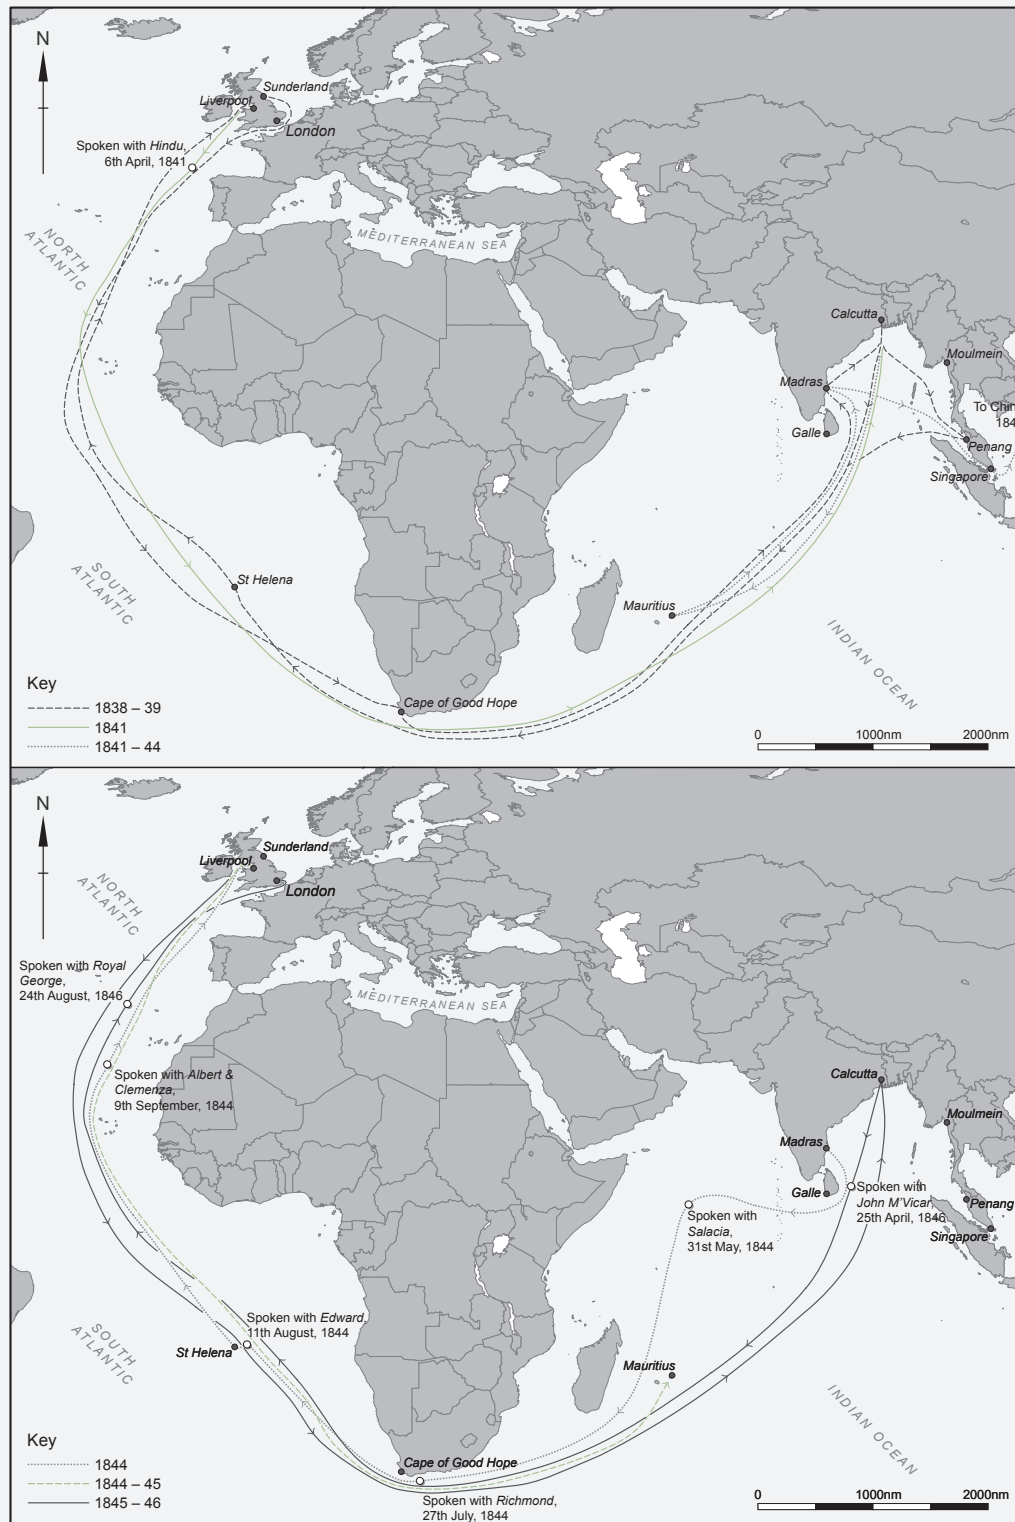 N
Sunderland
Liverpool
London
Spoken with Hindu,
6th April, 1841
NORTH
ATLANTIC
MEDITERRANEAN SEA
Calcutta
Moulmein
Madras
To Chin
184
Galle
Penang
Singapore
St Helena
SOUTH
ATLANTIC
Mauritius
INDIAN OCEAN
Key
Cape of Good Hope
1838 – 39
1841
1841 – 44
0 1000nm 2000nm
N
Sunderland
Liverpool
London
NORTH
ATLANTIC
Spoken with Royal
George,
24th August, 1846
MEDITERRANEAN SEA
Spoken with Albert &
Clemenza,
9th September, 1844
Calcutta
Moulmein
Madras
Galle
Spoken with
John M'Vicar,
25th April, 1846
Penang
Singapore
Spoken with
Salacia,
31st May, 1844
Spoken with Edward,
11th August, 1844
St Helena
SOUTH
ATLANTIC
Mauritius
INDIAN OCEAN
Key
Cape of Good Hope
1844
1844 – 45
1845 – 46
Spoken with Richmond,
27th July, 1844
0 1000nm 2000nm